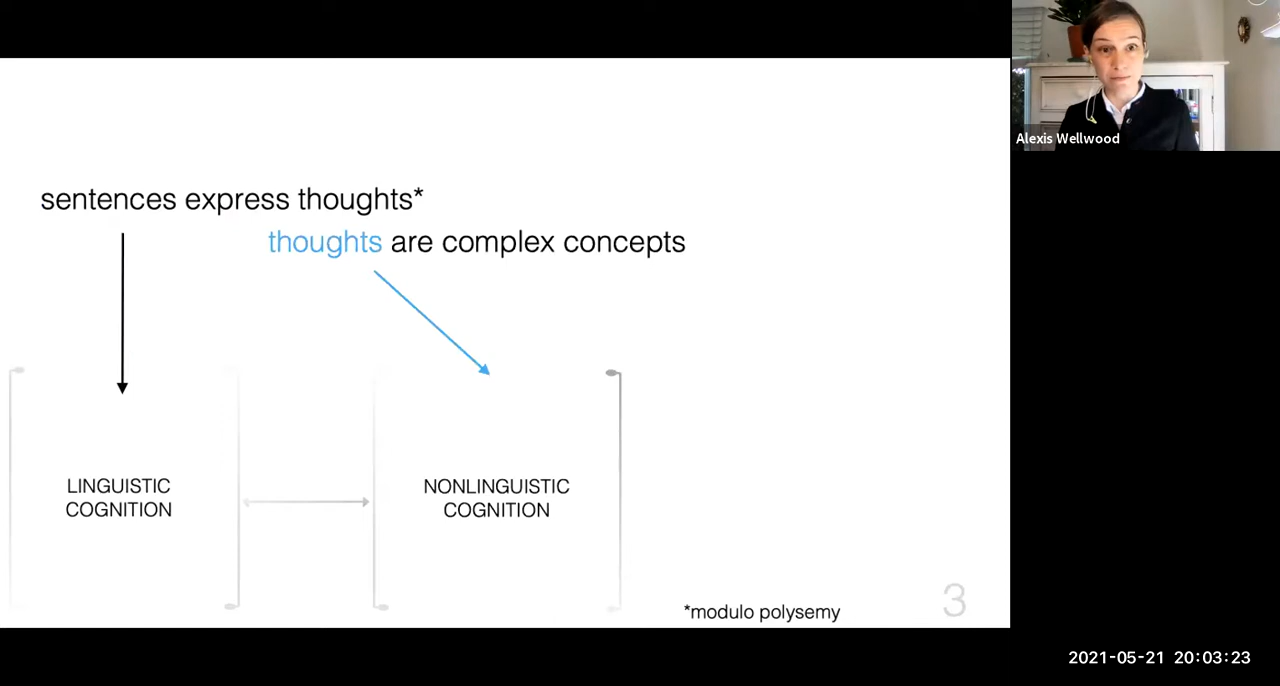 Alexis Wellwood
sentences express thoughts*
thoughts are complex concepts
LINGUISTIC
COGNITION
NONLINGUISTIC
COGNITION
*modulo polysemy
3
2021-05-21 20:03:23